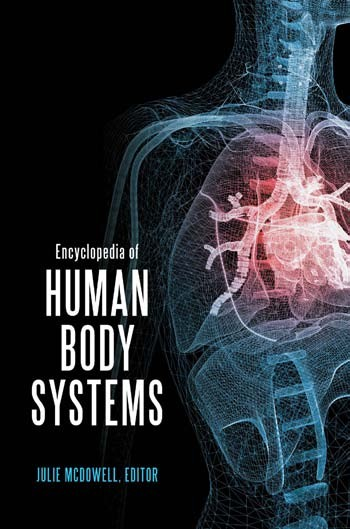 Encyclopedia of
HUMAN
BODY
SYSTEMS
JULIE MCDOWELL, EDITOR